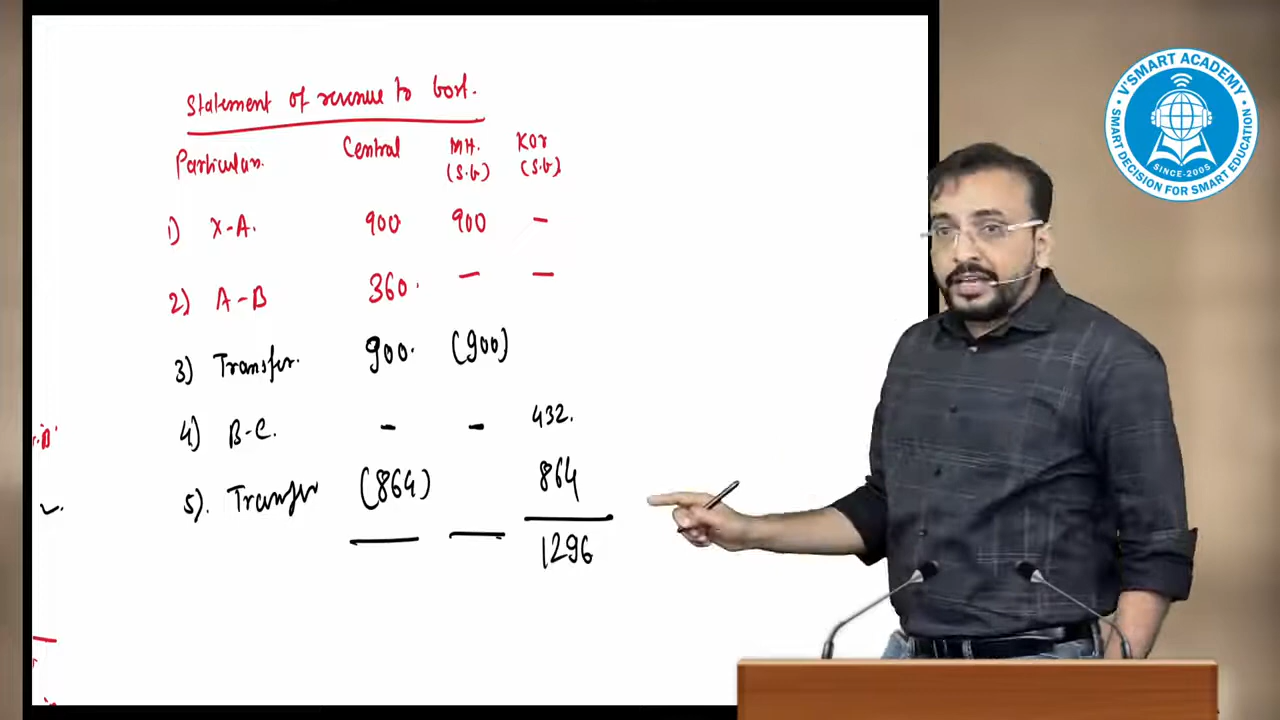 Statement of revenue to Govt.
Particulars Central MH. (S.G) KOR (S.G)
1) X-A. 900 900 -
2) A-B 360. - -
3) Transfer. 900. (900)
4) B-C. - - 432.
5). Transfer (864) 864
1296
V'SMART ACADEMY
SINCE-2005
SMART DECISION FOR SMART EDUCATION